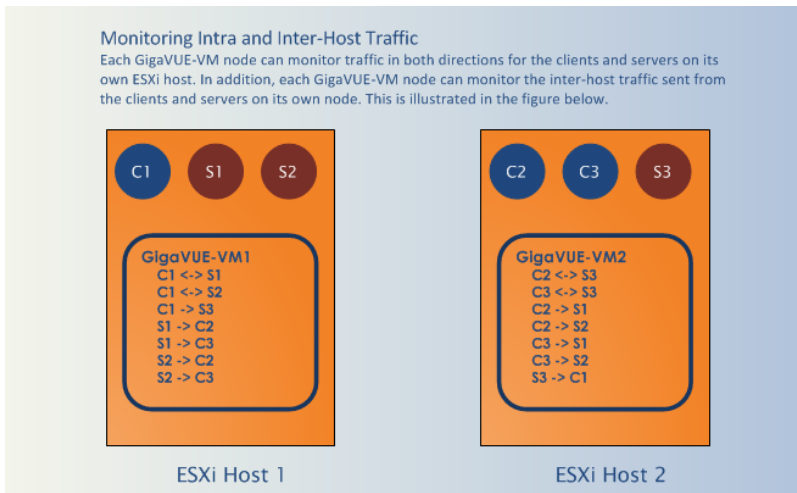 Monitoring Intra and Inter-Host Traffic
Each GigaVUE-VM node can monitor traffic in both directions for the clients and servers on its
own ESXi host. In addition, each GigaVUE-VM node can monitor the inter-host traffic sent from
the clients and servers on its own node. This is illustrated in the figure below.
C1 S1 S2
GigaVUE-VM1
C1 <-> S1
C1 <-> S2
C1 -> S3
S1 -> C2
S1 -> C3
S2 -> C2
S2 -> C3
ESXi Host 1
C2 C3 S3
GigaVUE-VM2
C2 <-> S3
C3 <-> S3
C2 -> S1
C2 -> S2
C3 -> S1
C3 -> S2
S3 -> C1
ESXi Host 2